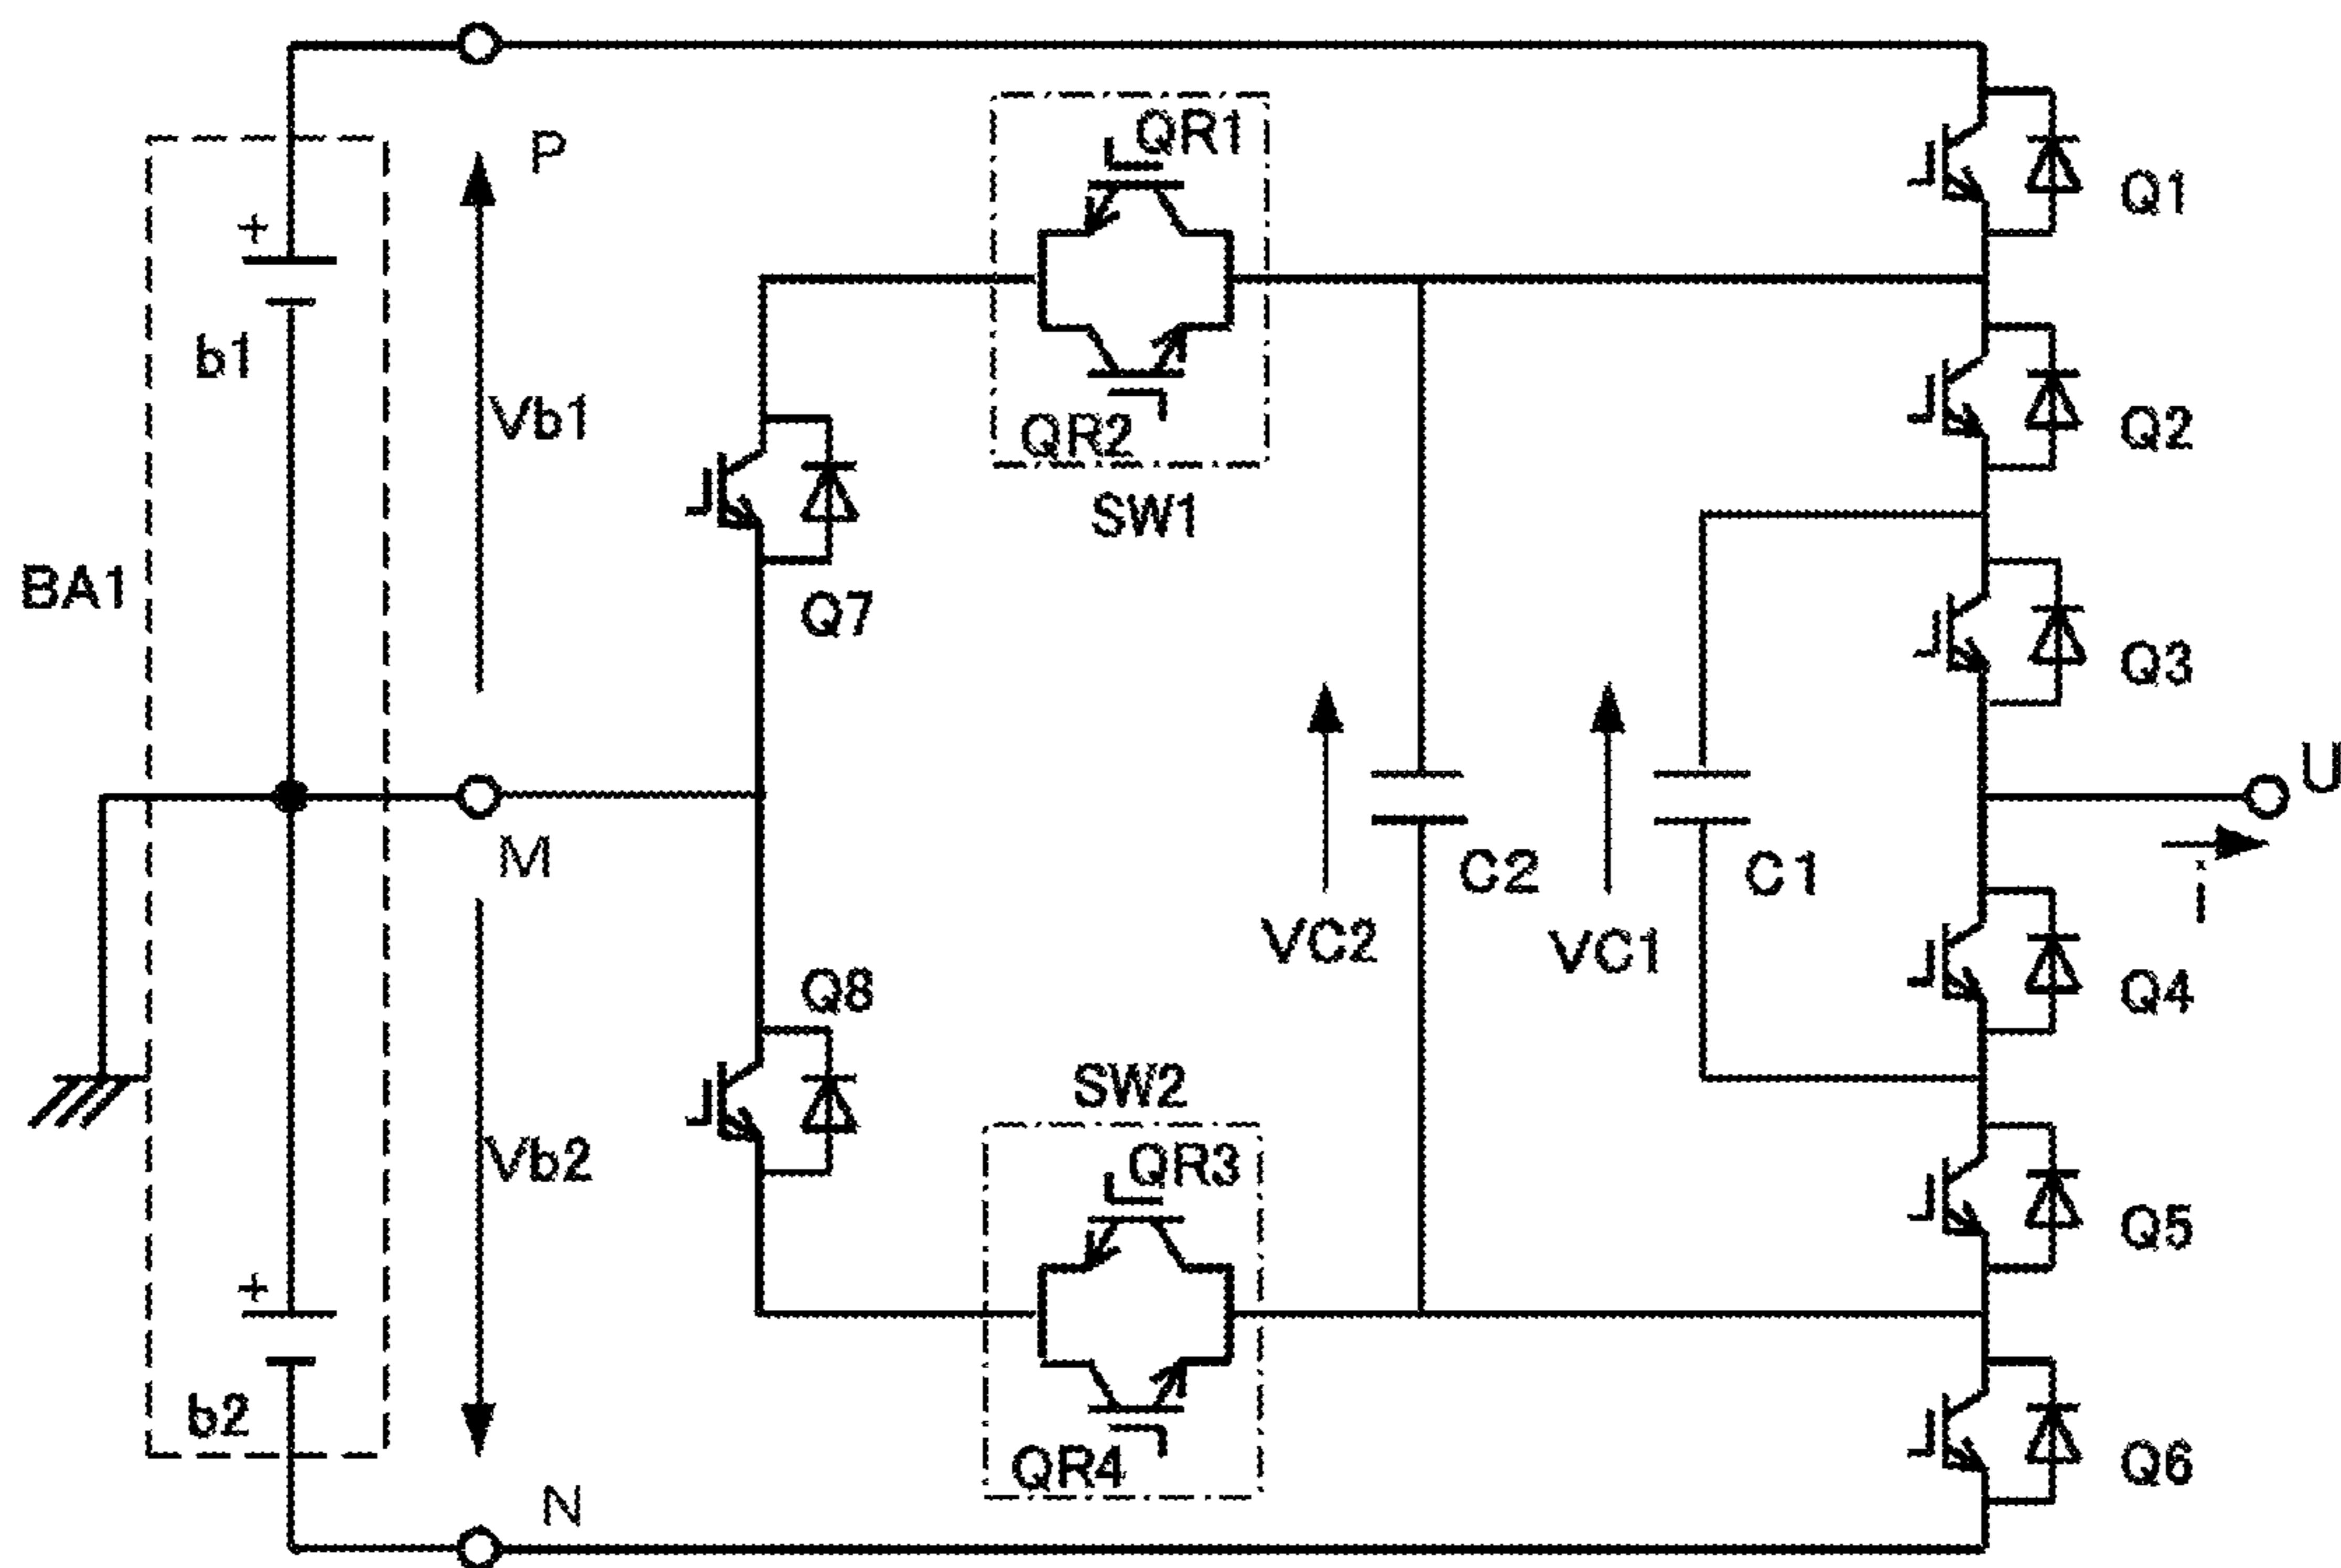 P
QR1
Q1
+
b1
Vb1
QR2
Q2
SW1
BA1
Q7
Q3
U
M
C2
C1
i
VC2
VC1
Q8
Q4
SW2
Vb2
QR3
Q5
+
b2
QR4
Q6
N